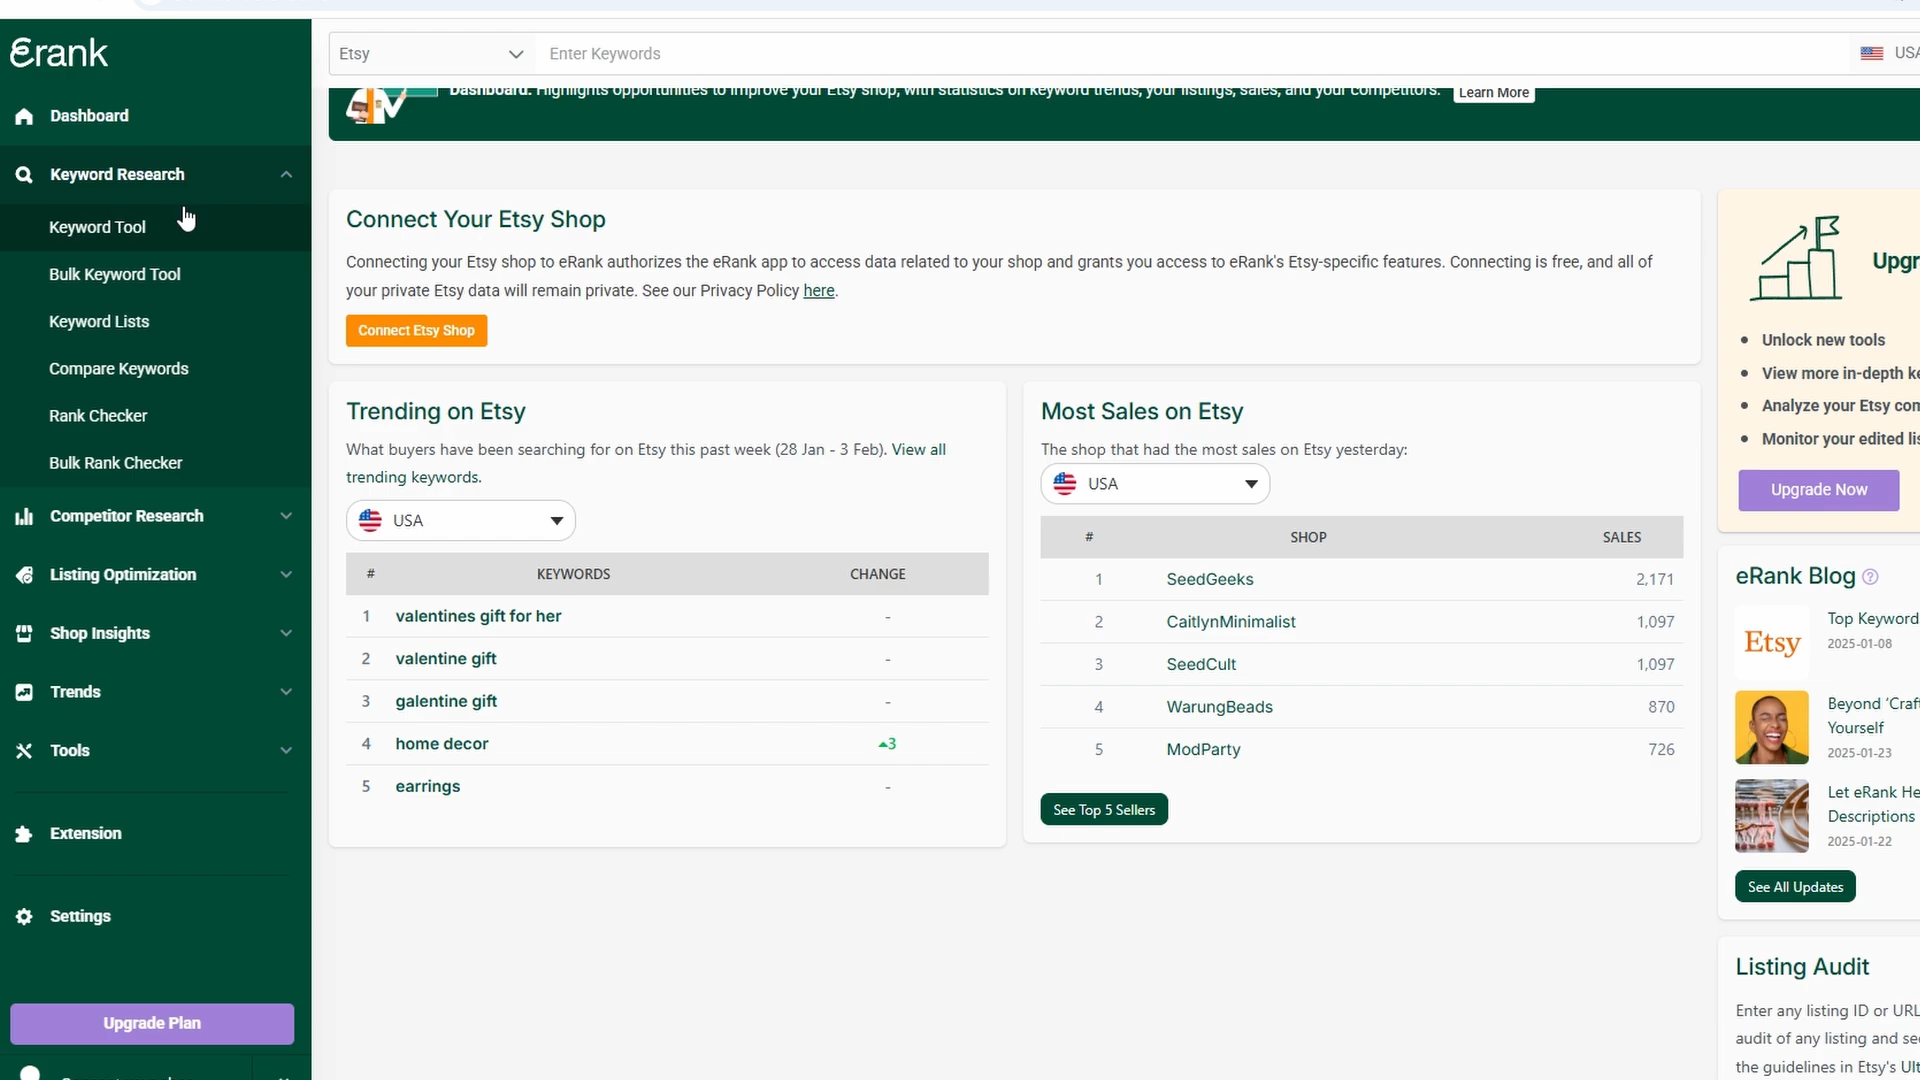 erank
Dashboard
Keyword Research
Keyword Tool
Bulk Keyword Tool
Keyword Lists
Compare Keywords
Rank Checker
Bulk Rank Checker
Competitor Research
Listing Optimization
Shop Insights
Trends
Tools
Extension
Settings
Upgrade Plan
Etsy
Enter Keywords
USA
Dashboard: Highlights opportunities to improve your Etsy shop, with statistics on keyword trends, your listings, sales, and your competitors.
Learn More
Connect Your Etsy Shop
Connecting your Etsy shop to eRank authorizes the eRank app to access data related to your shop and grants you access to eRank's Etsy-specific features. Connecting is free, and all of
your private Etsy data will remain private. See our Privacy Policy here.
Connect Etsy Shop
Trending on Etsy
What buyers have been searching for on Etsy this past week (28 Jan - 3 Feb). View all
trending keywords.
USA
# KEYWORDS CHANGE
1 valentines gift for her -
2 valentine gift -
3 galentine gift -
4 home decor 3
5 earrings -
Most Sales on Etsy
The shop that had the most sales on Etsy yesterday:
USA
# SHOP SALES
1 SeedGeeks 2,171
2 CaitlynMinimalist 1,097
3 SeedCult 1,097
4 WarungBeads 870
5 ModParty 726
See Top 5 Sellers
Upgr
Unlock new tools
View more in-depth ke
Analyze your Etsy com
Monitor your edited lis
Upgrade Now
eRank Blog ?
Etsy
Top Keyword
2025-01-08
Beyond ‘Craft
Yourself
2025-01-23
Let eRank He
Descriptions
2025-01-22
See All Updates
Listing Audit
Enter any listing ID or URL
audit of any listing and see
the guidelines in Etsy's Ult